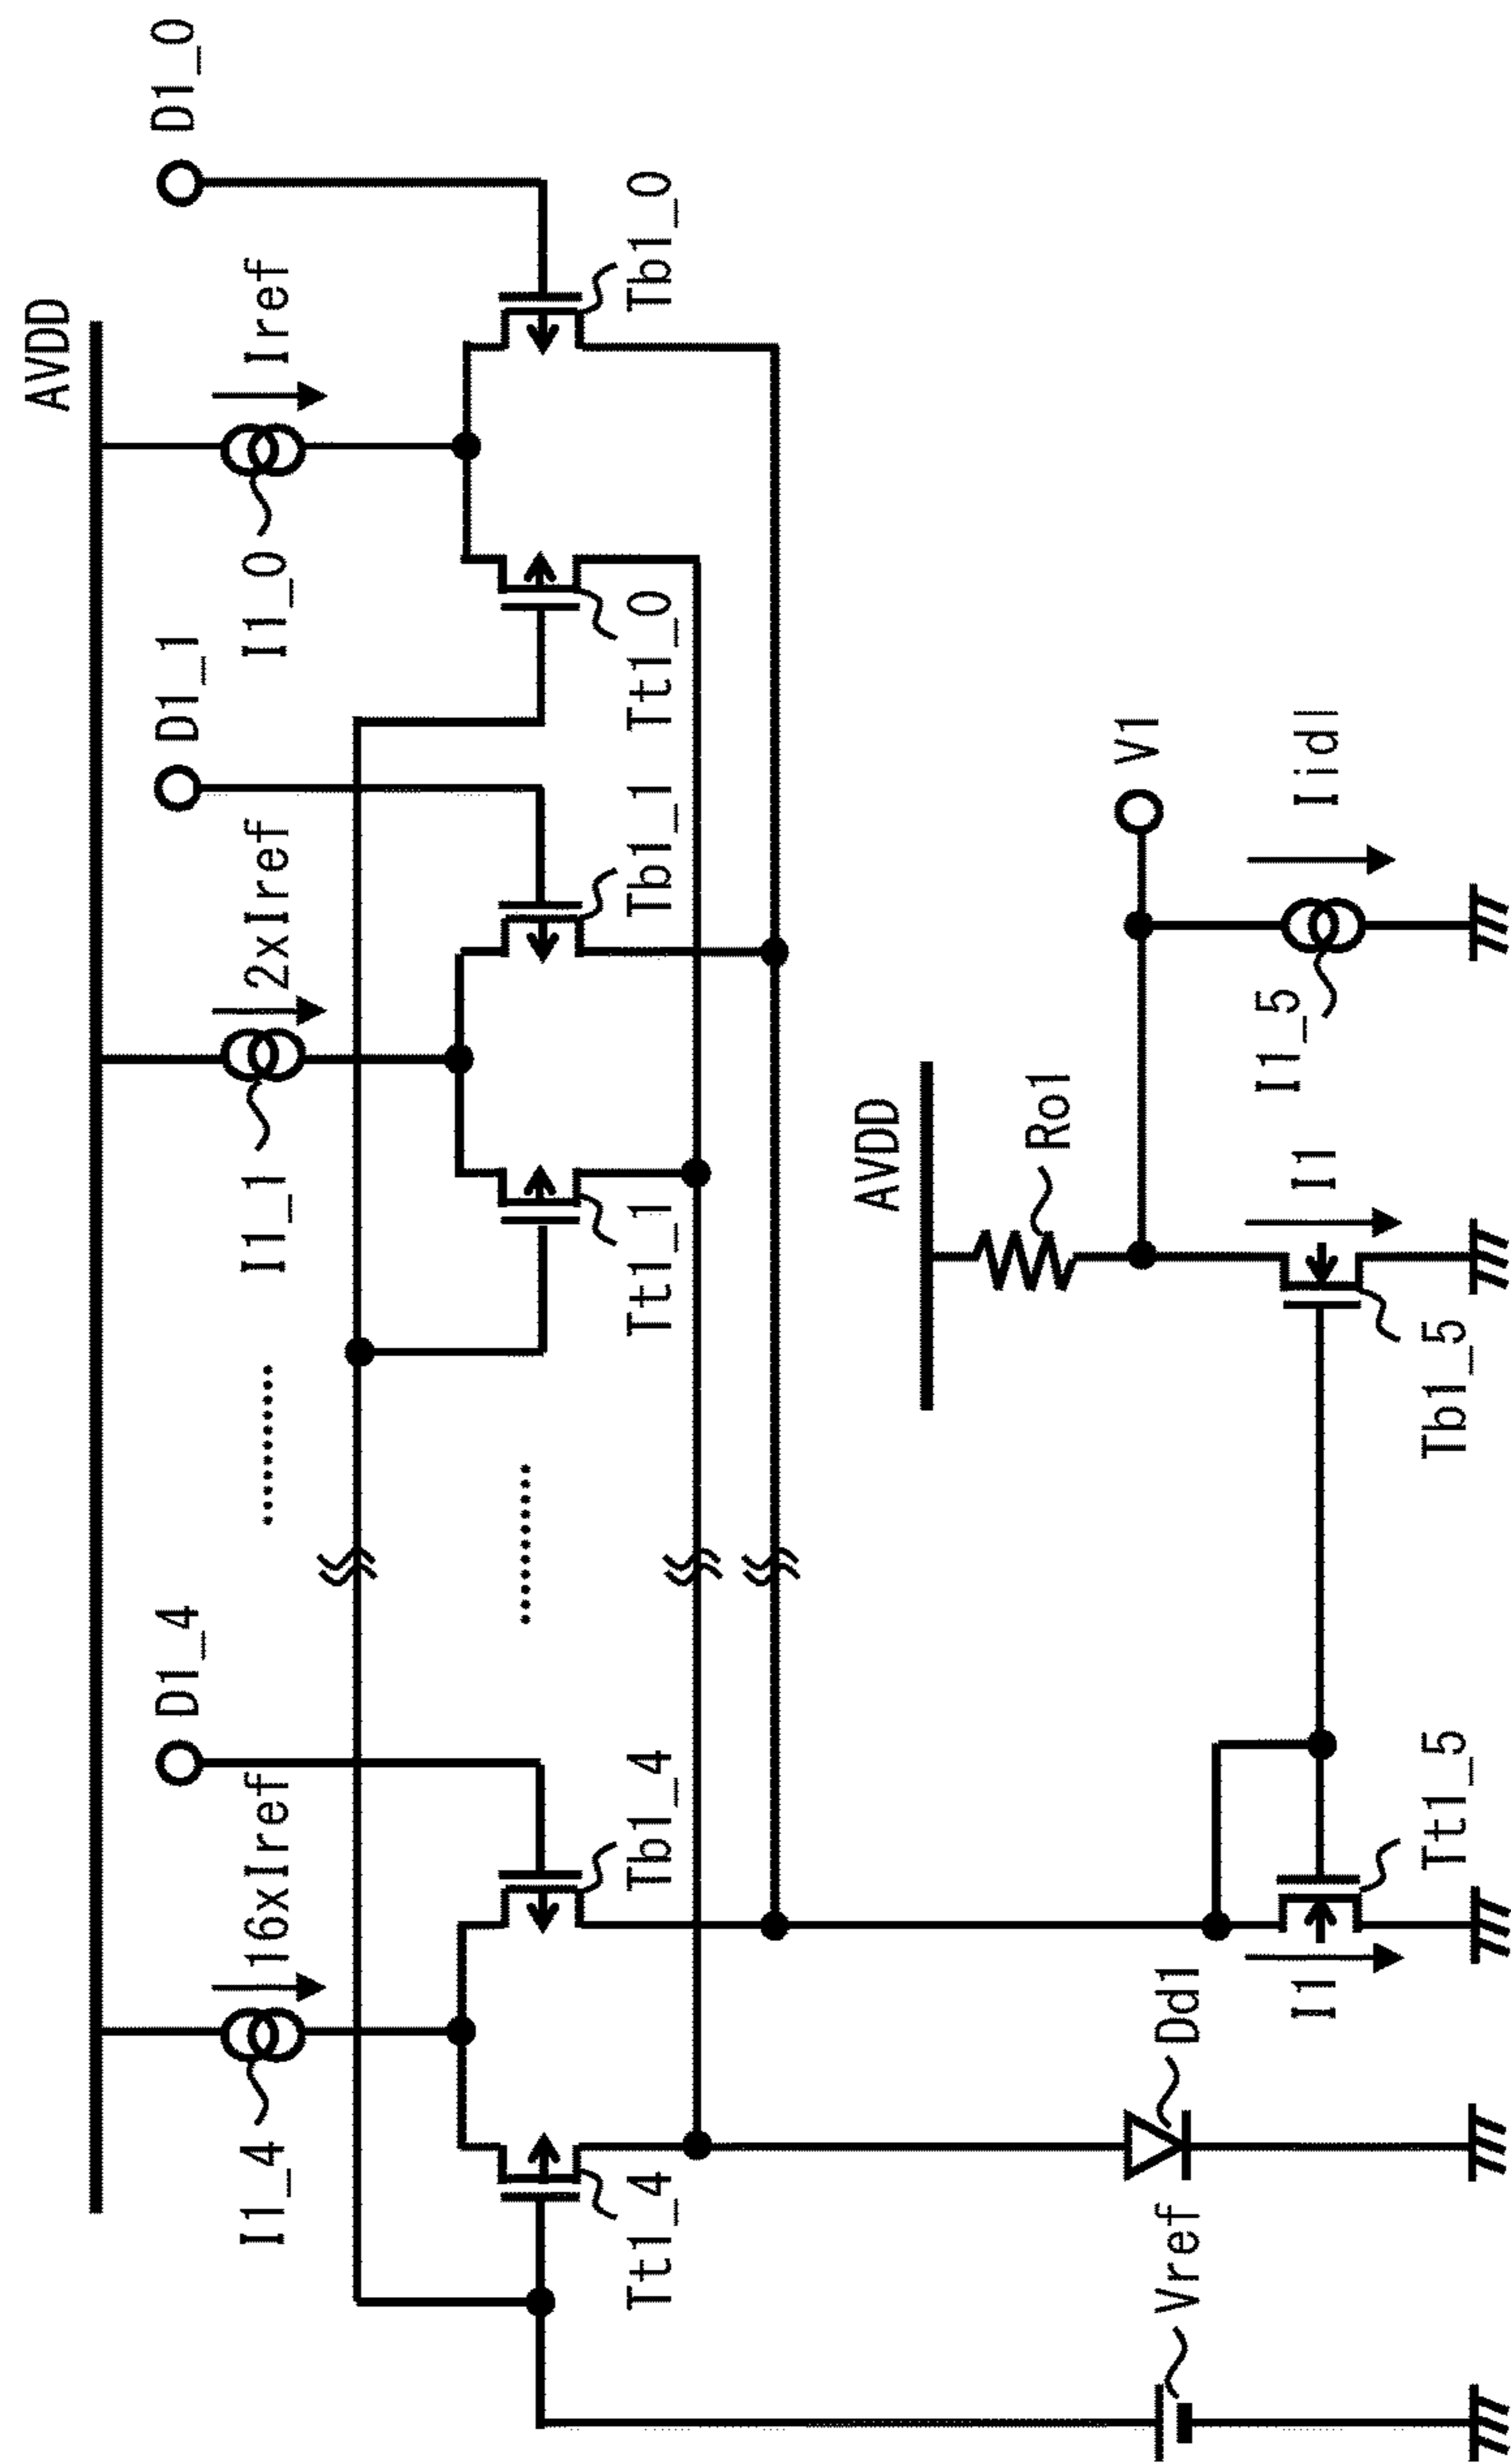 AVDD
D1_4
D1_1
D1_0
I1_4
16xIref
I1_1
2xIref
I1_0
Iref
Tt1_4
Tb1_4
Tt1_1
Tb1_1
Tt1_0
Tb1_0
AVDD
Ro1
V1
Vref
Dd1
I1
I1
I1_5
Iidl
Tt1_5
Tb1_5